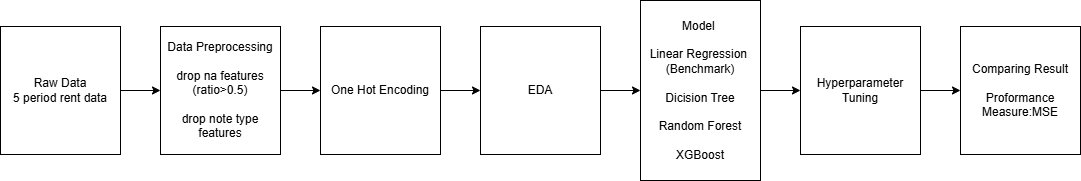 Raw Data
5 period rent data
Data Preprocessing
drop na features
(ratio>0.5)
drop note type
features
One Hot Encoding
EDA
Model
Linear Regression
(Benchmark)
Dicision Tree
Random Forest
XGBoost
Hyperparameter
Tuning
Comparing Result
Proformance
Measure:MSE